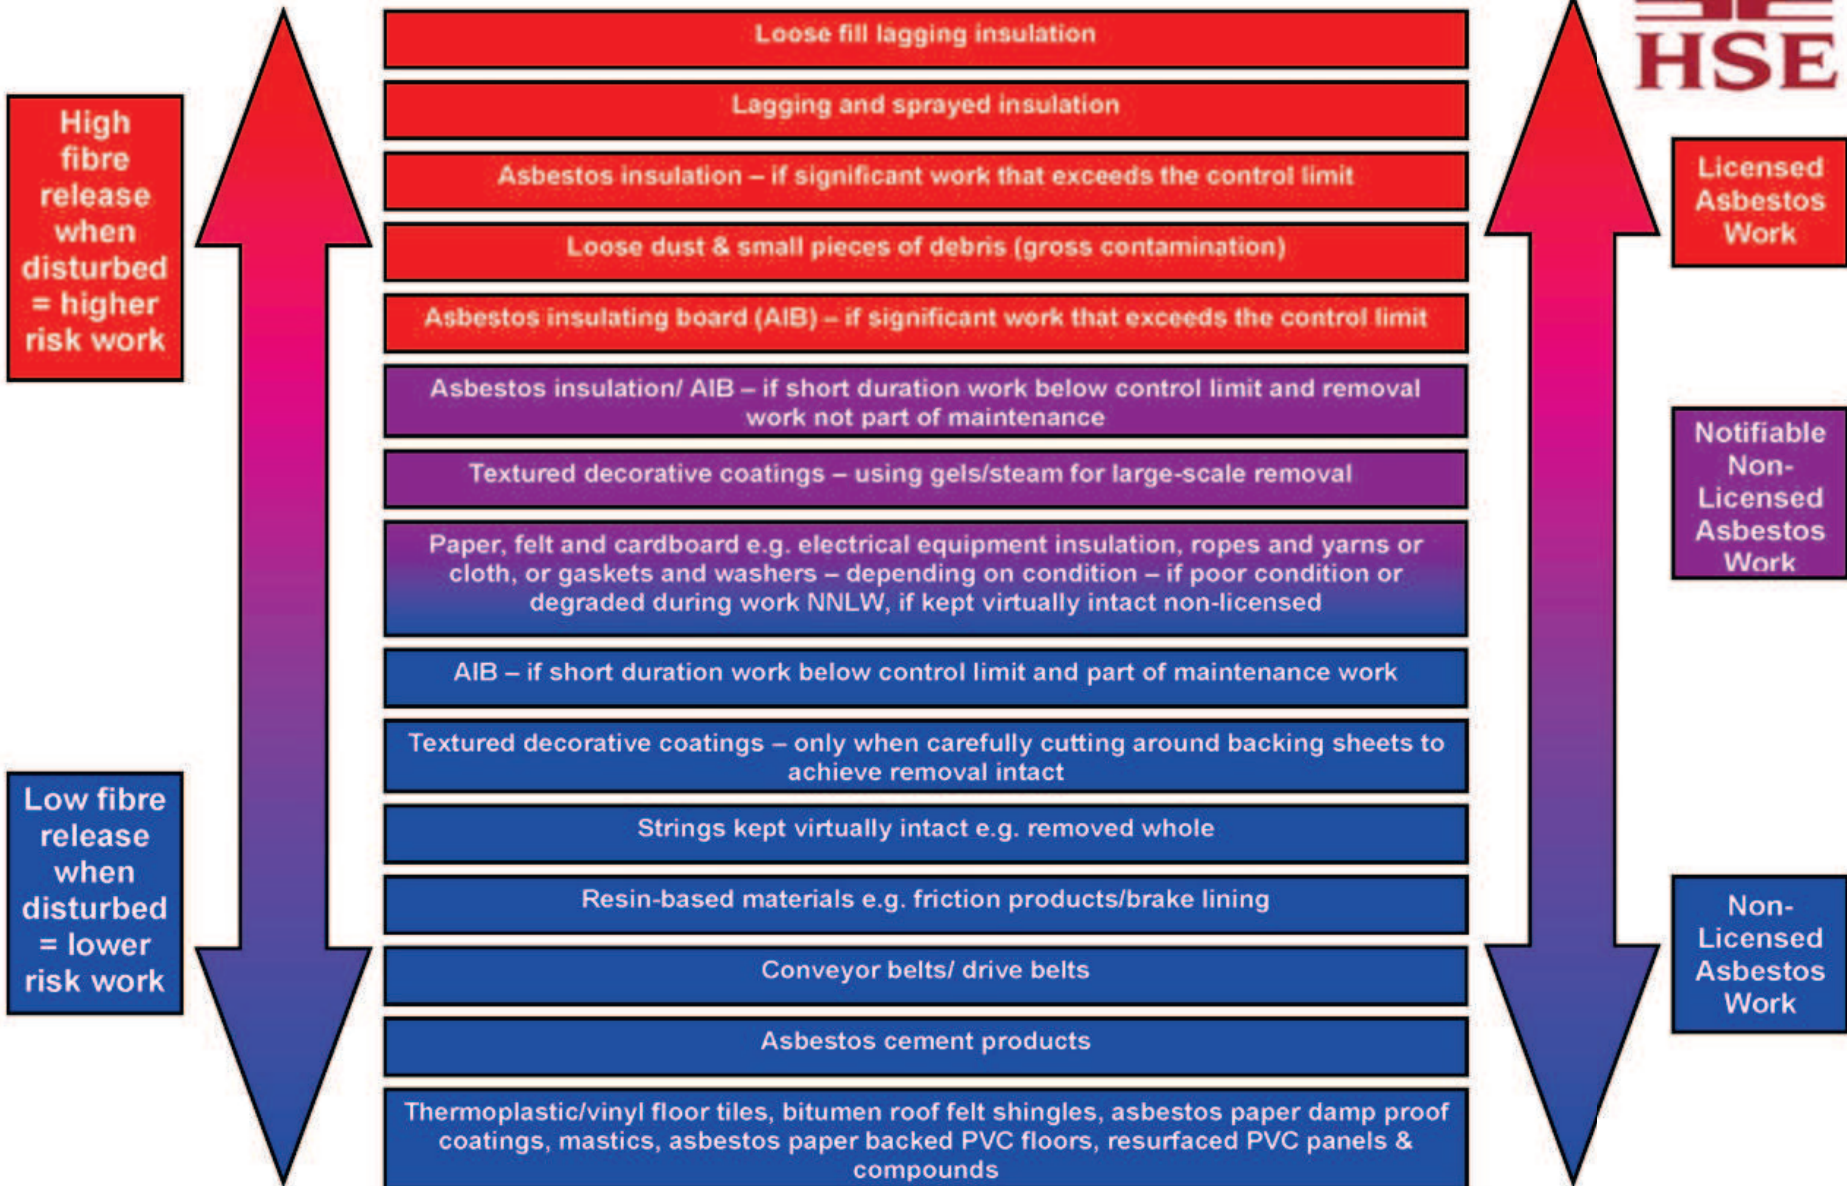 HSE
High
fibre
release
when
disturbed
= higher
risk work
Low fibre
release
when
disturbed
= lower
risk work
Loose fill lagging insulation
Lagging and sprayed insulation
Asbestos insulation – if significant work that exceeds the control limit
Loose dust & small pieces of debris (gross contamination)
Asbestos insulating board (AIB) – if significant work that exceeds the control limit
Asbestos insulation/ AIB – if short duration work below control limit and removal
work not part of maintenance
Textured decorative coatings – using gels/steam for large-scale removal
Paper, felt and cardboard e.g. electrical equipment insulation, ropes and yarns or
cloth, or gaskets and washers – depending on condition – if poor condition or
degraded during work NNLW, if kept virtually intact non-licensed
AIB – if short duration work below control limit and part of maintenance work
Textured decorative coatings – only when carefully cutting around backing sheets to
achieve removal intact
Strings kept virtually intact e.g. removed whole
Resin-based materials e.g. friction products/brake lining
Conveyor belts/ drive belts
Asbestos cement products
Thermoplastic/vinyl floor tiles, bitumen roof felt shingles, asbestos paper damp proof
coatings, mastics, asbestos paper backed PVC floors, resurfaced PVC panels &
compounds
Licensed
Asbestos
Work
Notifiable
Non-
Licensed
Asbestos
Work
Non-
Licensed
Asbestos
Work